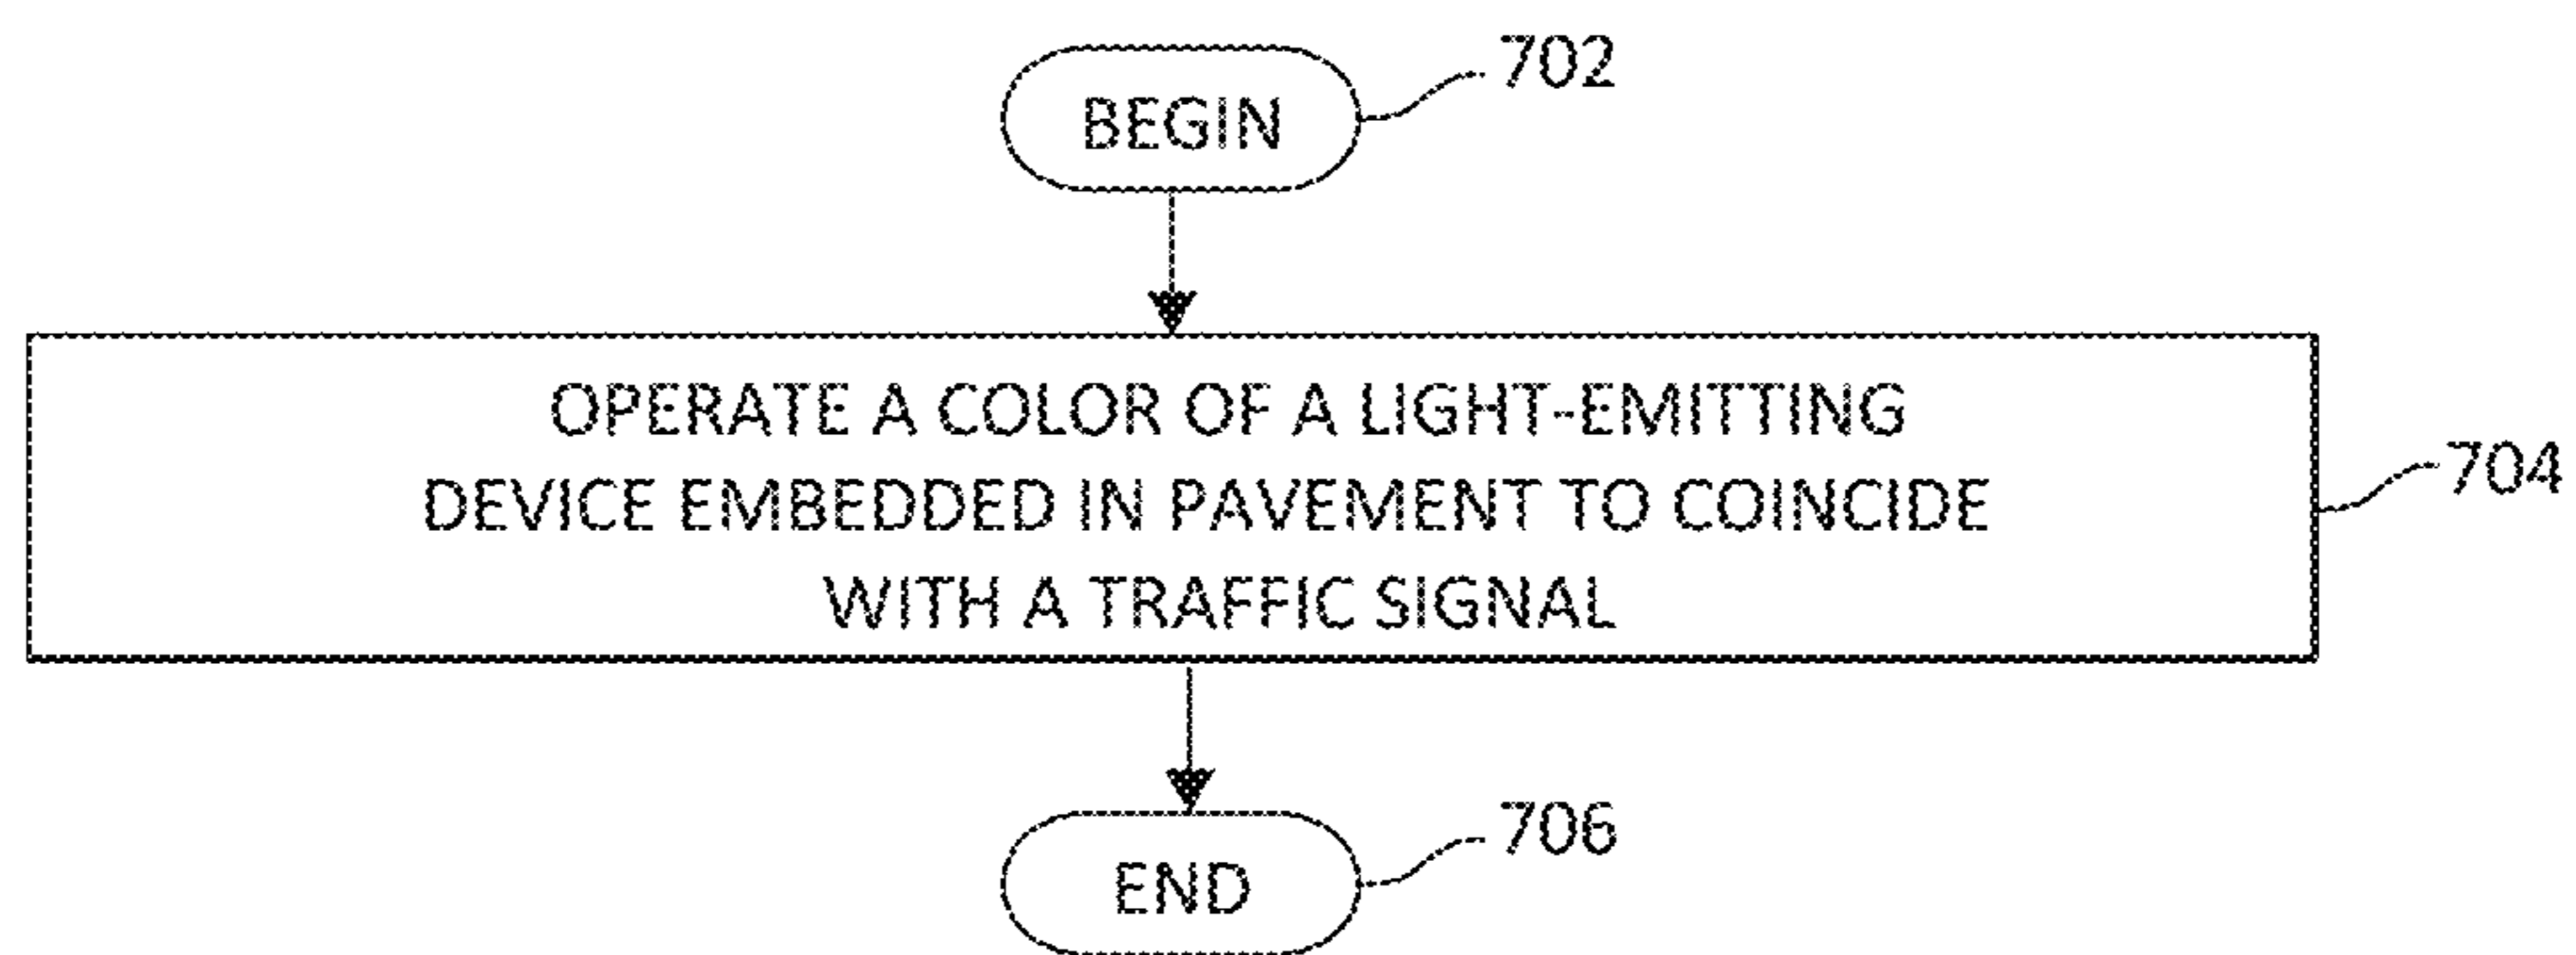 BEGIN
702
OPERATE A COLOR OF A LIGHT-EMITTING
DEVICE EMBEDDED IN PAVEMENT TO COINCIDE
WITH A TRAFFIC SIGNAL
704
END
706